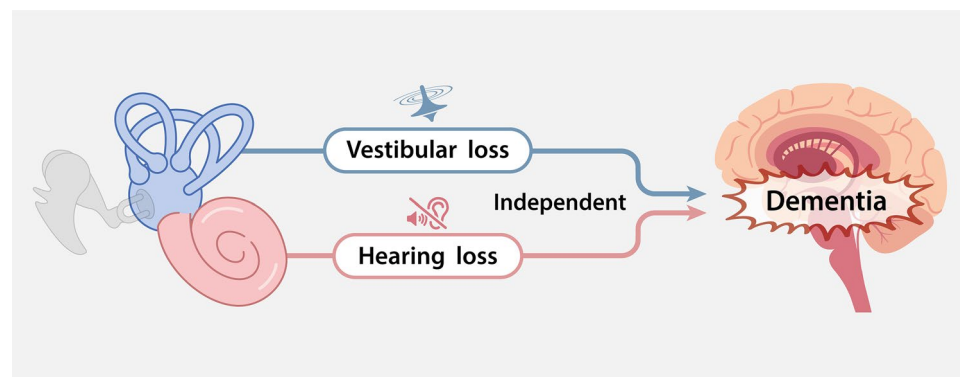 Vestibular loss
Independent
Dementia
Hearing loss